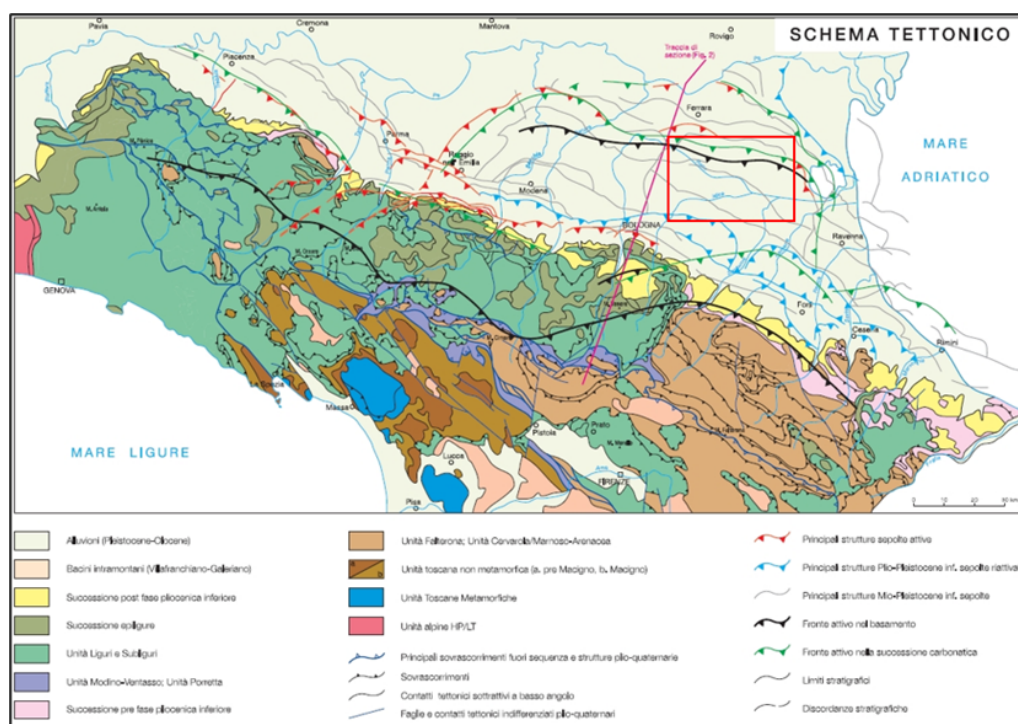 SCHEMA TETTONICO
Pavia
Cremona
Mantova
Rovigo
Traccia di
sezione (Fig. 2)
Piacenza
Ferrara
Parma
Reggio
nell'Emilia
Modena
MARE
ADRIATICO
BOLOGNA
Ravenna
GENOVA
Forlì
Cesena
Rimini
La Spezia
Massa
Pistoia
Prato
Lucca
FIRENZE
Pisa
MARE LIGURE
0 10 20 30 km
Alluvioni (Pleistocene-Olocene)
Bacini intramontani (Villafranchiano-Galeriano)
Successione post fase pliocenica inferiore
Successione epiligure
Unità Liguri e Subliguri
Unità Modino-Ventasso; Unità Porretta
Successione pre fase pliocenica inferiore
Unità Falterona; Unità Cervarola/Marnoso-Arenacea
a
b
Unità toscana non metamorfica (a. pre Macigno, b. Macigno)
Unità Toscane Metamorfiche
Unità alpine HP/LT
Principali sovrascorrimenti fuori sequenza e strutture plio-quaternarie
Sovrascorrimenti
Contatti tettonici sottrattivi a basso angolo
Faglie e contatti tettonici indifferenziati plio-quaternari
Principali strutture sepolte attive
Principali strutture Plio-Pleistocene inf. sepolte riattivate
Principali strutture Mio-Pleistocene inf. sepolte
Fronte attivo nel basamento
Fronte attivo nella successione carbonatica
Limiti stratigrafici
Discordanze stratigrafiche